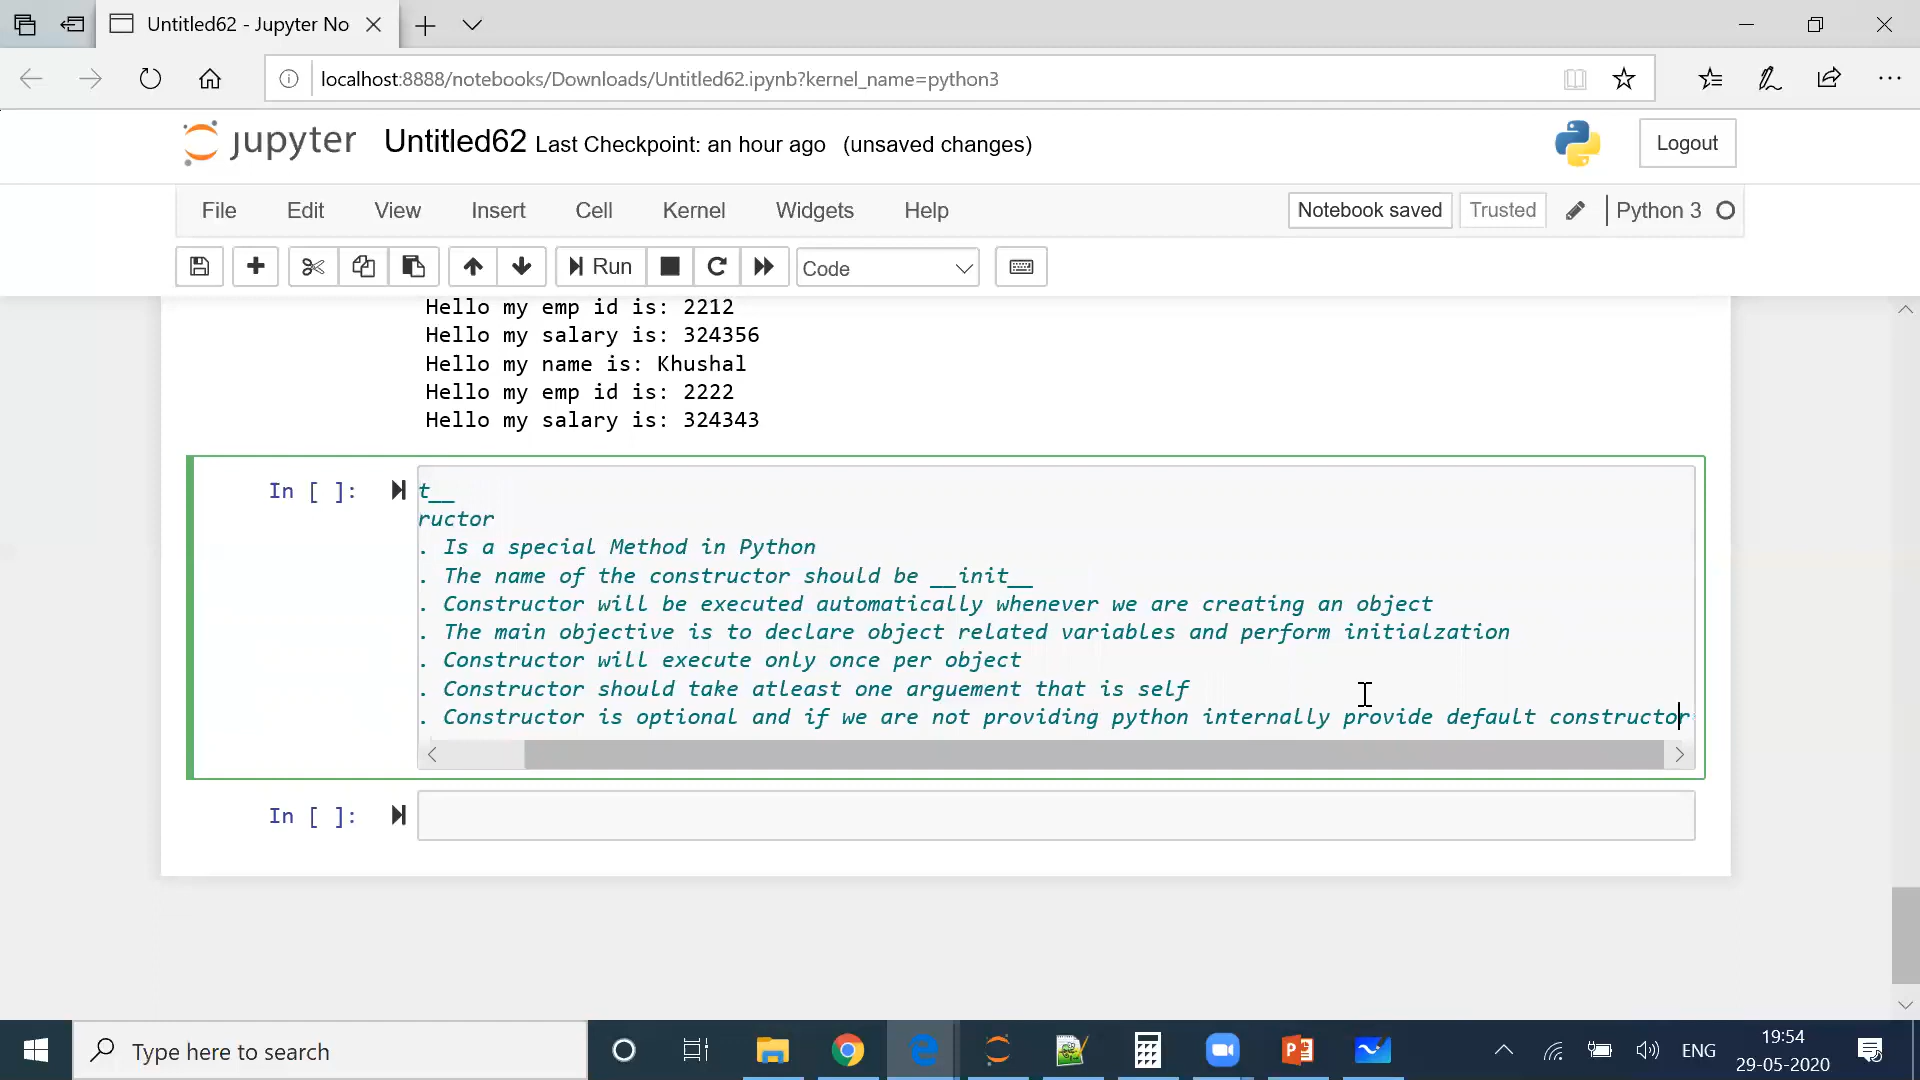 Untitled62 - Jupyter No
localhost:8888/notebooks/Downloads/Untitled62.ipynb?kernel_name=python3
jupyter Untitled62 Last Checkpoint: an hour ago (unsaved changes)
Logout
File Edit View Insert Cell Kernel Widgets Help
Notebook saved Trusted Python 3
Run Code
Hello my emp id is: 2212
Hello my salary is: 324356
Hello my name is: Khushal
Hello my emp id is: 2222
Hello my salary is: 324343
In [ ]:
t__
ructor
. Is a special Method in Python
. The name of the constructor should be __init__
. Constructor will be executed automatically whenever we are creating an object
. The main objective is to declare object related variables and perform initialzation
. Constructor will execute only once per object
. Constructor should take atleast one arguement that is self
. Constructor is optional and if we are not providing python internally provide default constructor
In [ ]:
Type here to search
ENG
19:54
29-05-2020